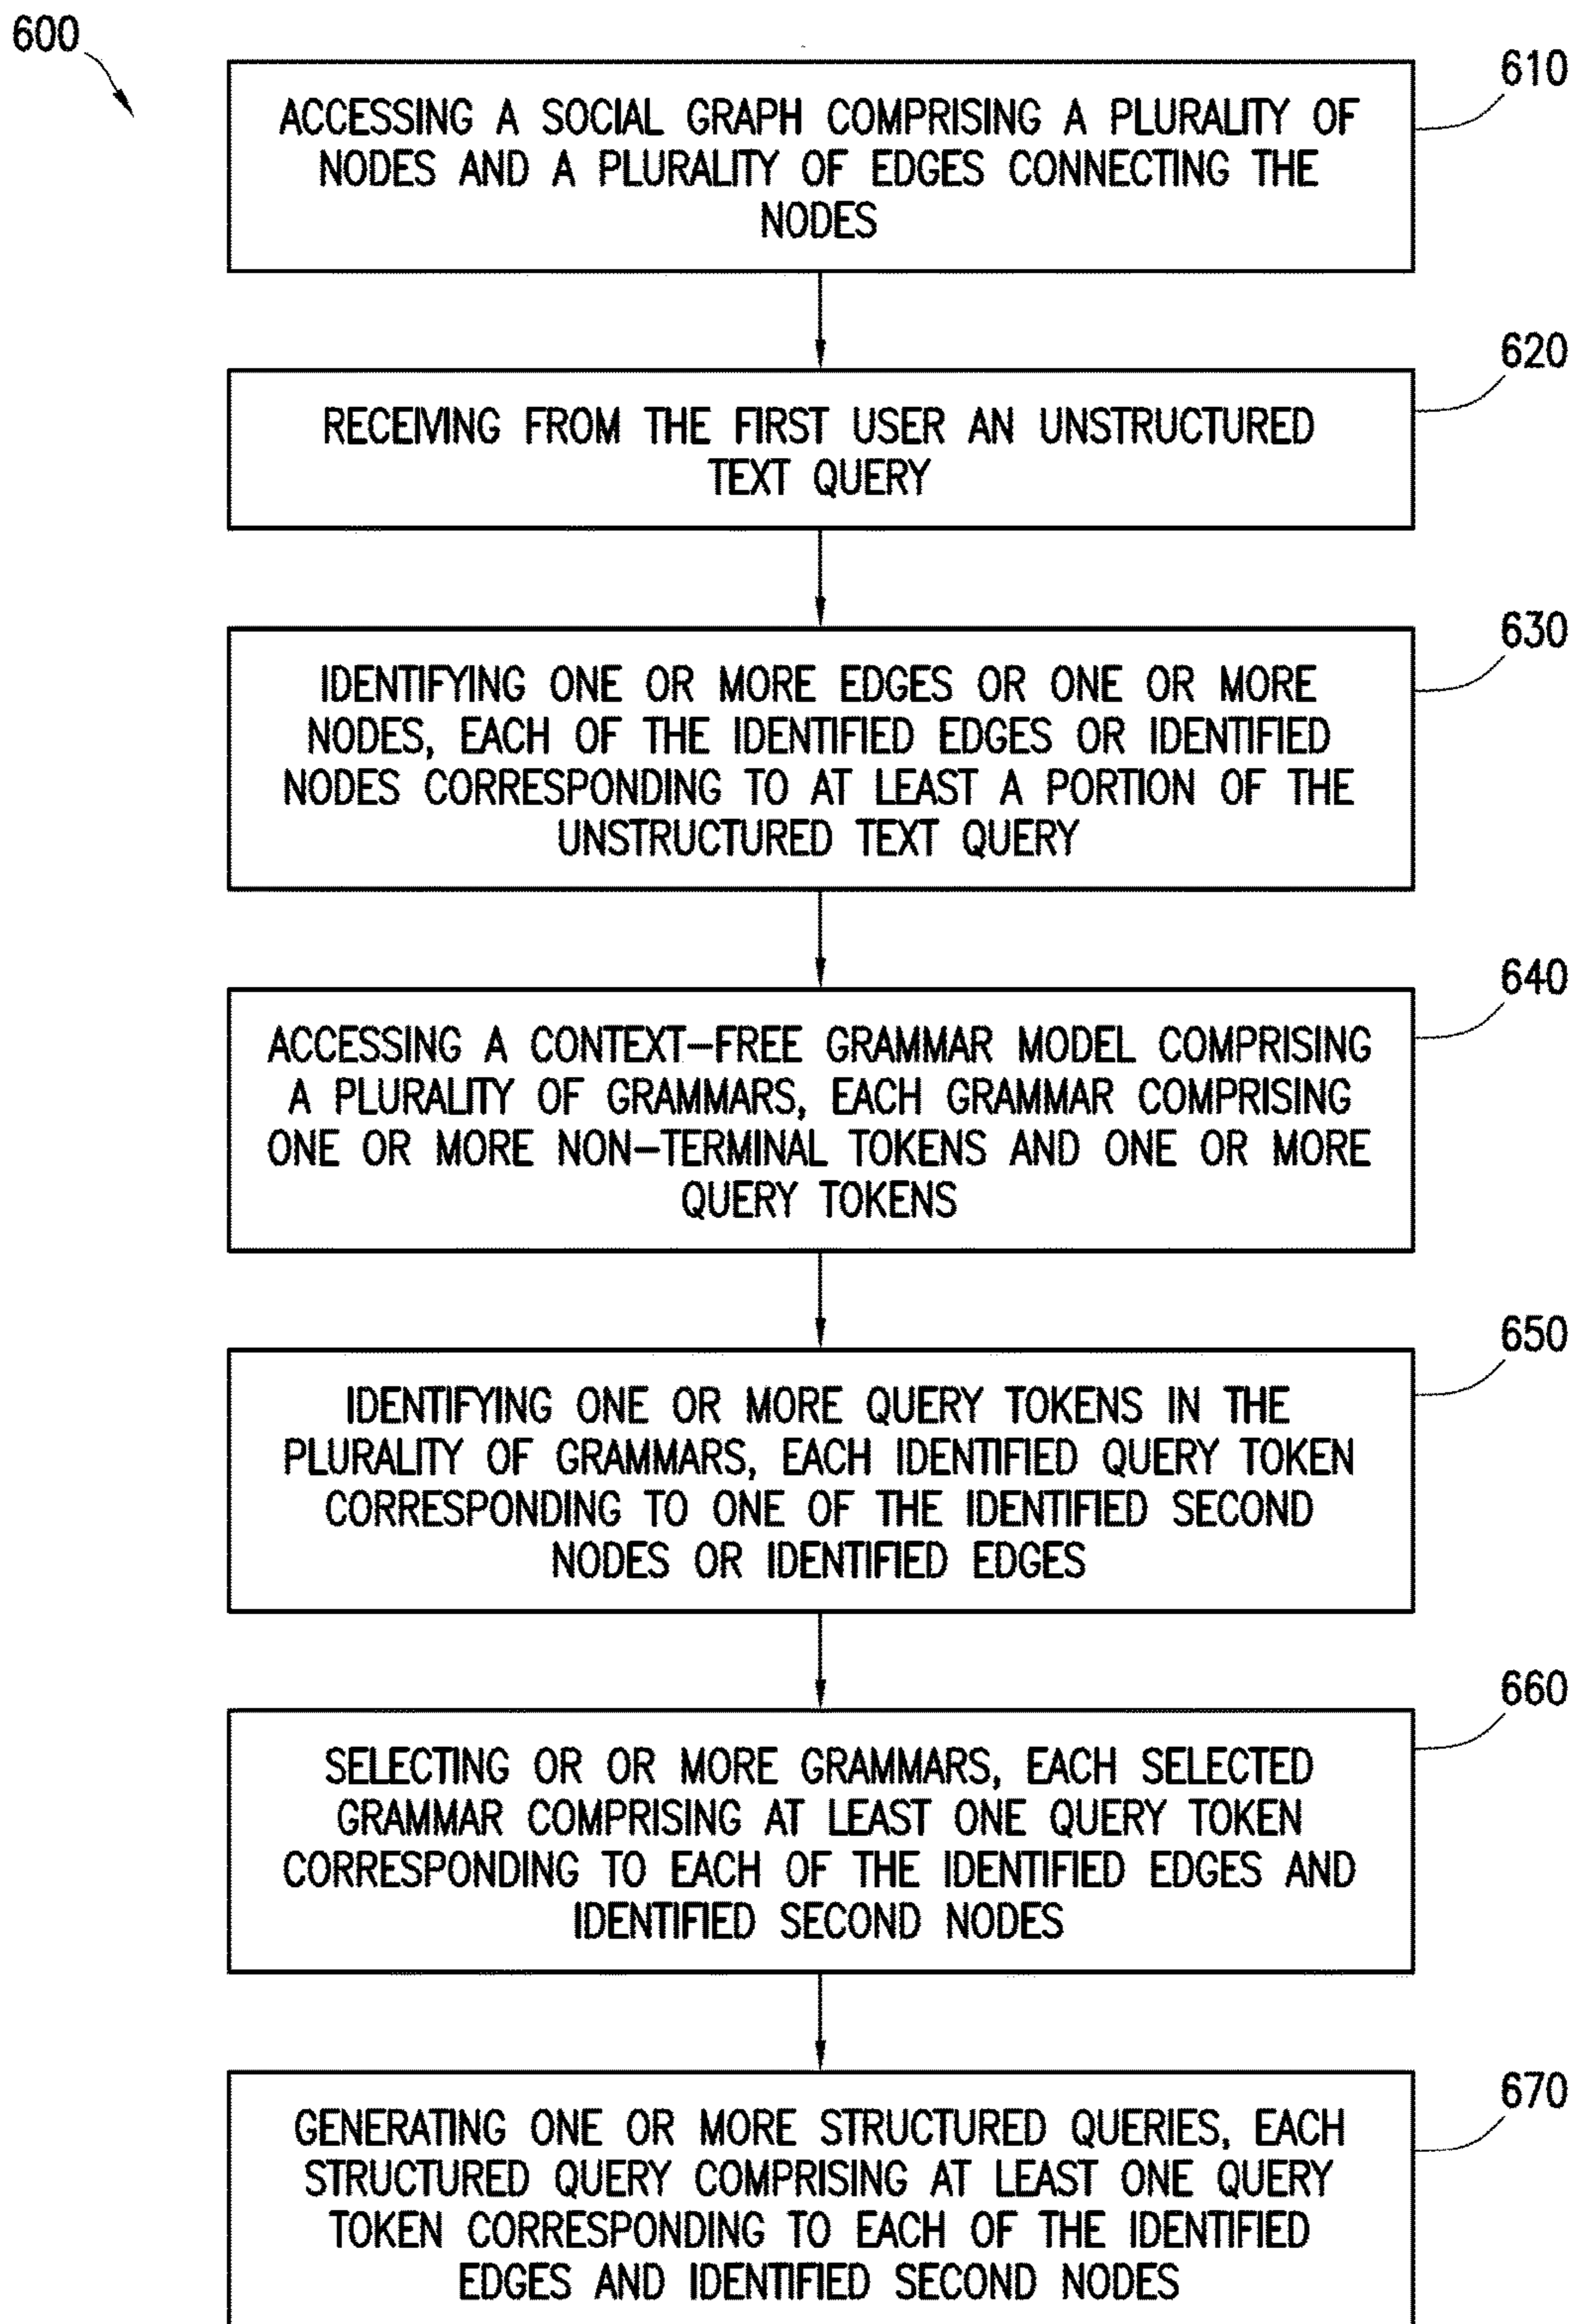 600
610
ACCESSING A SOCIAL GRAPH COMPRISING A PLURALITY OF
NODES AND A PLURALITY OF EDGES CONNECTING THE
NODES
620
RECEIVING FROM THE FIRST USER AN UNSTRUCTURED
TEXT QUERY
630
IDENTIFYING ONE OR MORE EDGES OR ONE OR MORE
NODES, EACH OF THE IDENTIFIED EDGES OR IDENTIFIED
NODES CORRESPONDING TO AT LEAST A PORTION OF THE
UNSTRUCTURED TEXT QUERY
640
ACCESSING A CONTEXT-FREE GRAMMAR MODEL COMPRISING
A PLURALITY OF GRAMMARS, EACH GRAMMAR COMPRISING
ONE OR MORE NON-TERMINAL TOKENS AND ONE OR MORE
QUERY TOKENS
650
IDENTIFYING ONE OR MORE QUERY TOKENS IN THE
PLURALITY OF GRAMMARS, EACH IDENTIFIED QUERY TOKEN
CORRESPONDING TO ONE OF THE IDENTIFIED SECOND
NODES OR IDENTIFIED EDGES
660
SELECTING OR OR MORE GRAMMARS, EACH SELECTED
GRAMMAR COMPRISING AT LEAST ONE QUERY TOKEN
CORRESPONDING TO EACH OF THE IDENTIFIED EDGES AND
IDENTIFIED SECOND NODES
670
GENERATING ONE OR MORE STRUCTURED QUERIES, EACH
STRUCTURED QUERY COMPRISING AT LEAST ONE QUERY
TOKEN CORRESPONDING TO EACH OF THE IDENTIFIED
EDGES AND IDENTIFIED SECOND NODES